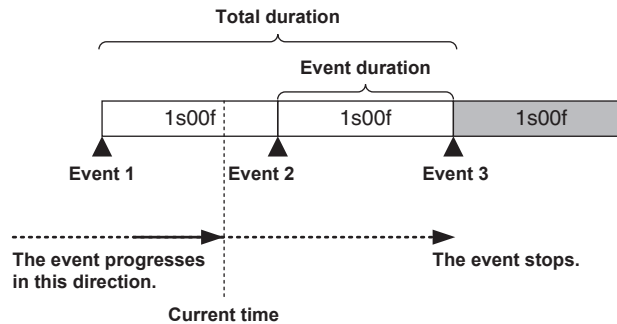 Total duration
Event duration
1s00f 1s00f 1s00f
Event 1 Event 2 Event 3
The event progresses
in this direction.
The event stops.
Current time